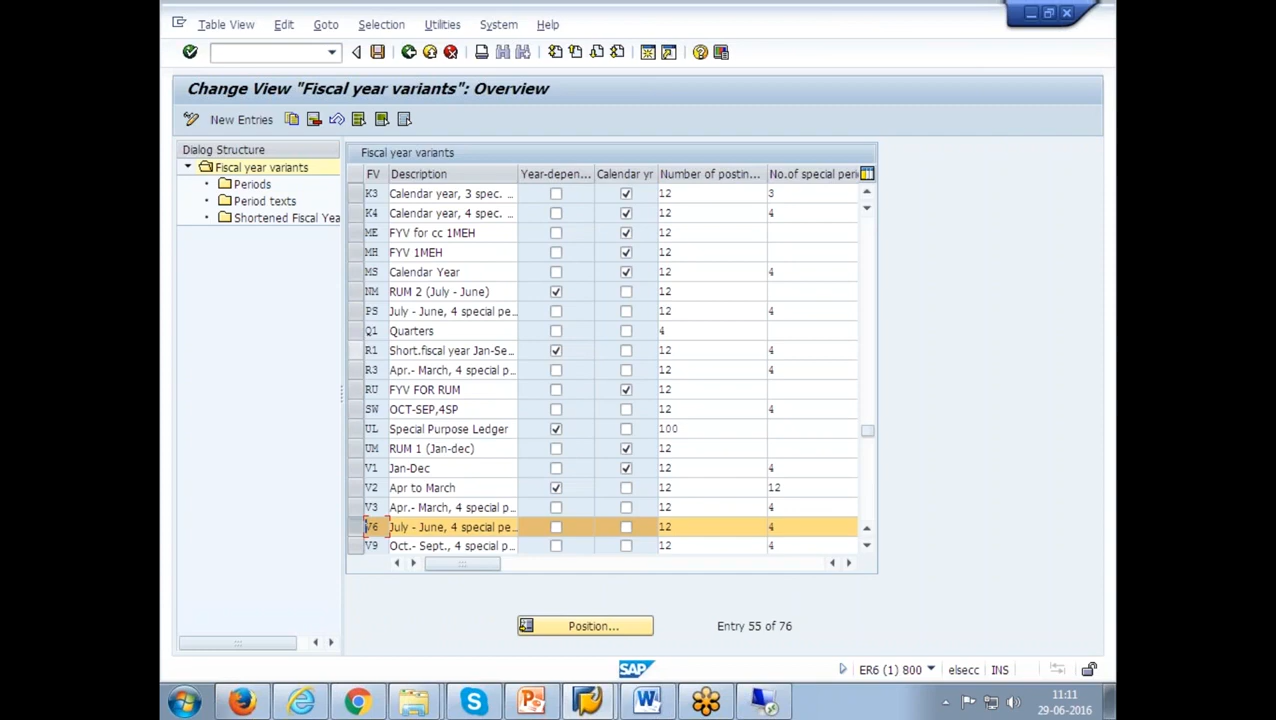 Table View Edit Goto Selection Utilities System Help
Change View "Fiscal year variants": Overview
New Entries
Dialog Structure
Fiscal year variants
Periods
Period texts
Shortened Fiscal Yea
Fiscal year variants
FV Description Year-depen... Calendar yr Number of postin... No.of special peri
K3 Calendar year, 3 spec. ... 12 3
K4 Calendar year, 4 spec. ... 12 4
ME FYV for cc 1MEH 12
MH FYV 1MEH 12
MS Calendar Year 12 4
NM RUM 2 (July - June) 12
PS July - June, 4 special pe... 12 4
Q1 Quarters 4
R1 Short.fiscal year Jan-Se... 12 4
R3 Apr.- March, 4 special p... 12 4
RU FYV FOR RUM 12
SW OCT-SEP,4SP 12 4
UL Special Purpose Ledger 100
UM RUM 1 (Jan-dec) 12
V1 Jan-Dec 12 4
V2 Apr to March 12 12
V3 Apr.- March, 4 special p... 12 4
V6 July - June, 4 special pe... 12 4
V9 Oct.- Sept., 4 special p... 12 4
Position... Entry 55 of 76
SAP ER6 (1) 800 elsecc INS
11:11
29-06-2016